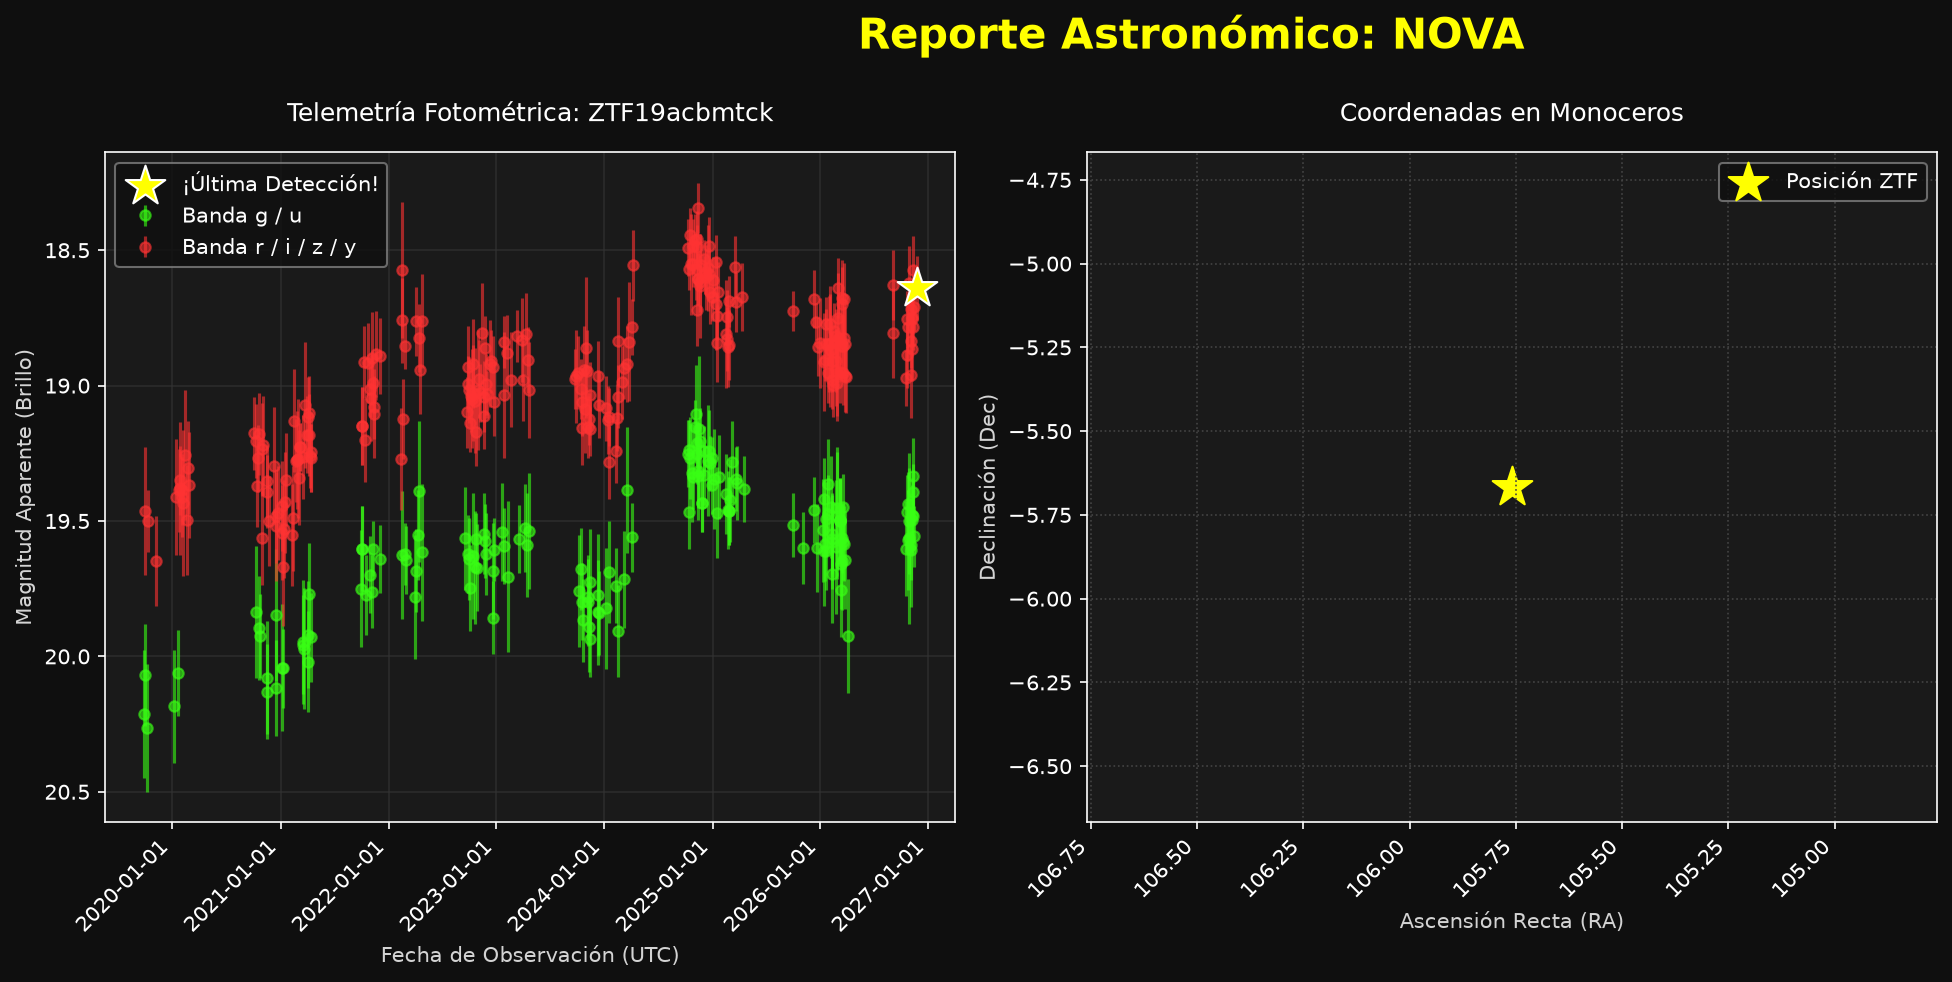 Reporte Astronómico: NOVA
Telemetría Fotométrica: ZTF19acbmtck
¡Última Detección!
Banda g / u
Banda r / i / z / y
Magnitud Aparente (Brillo)
18.5
19.0
19.5
20.0
20.5
2020-01-01
2021-01-01
2022-01-01
2023-01-01
2024-01-01
2025-01-01
2026-01-01
2027-01-01
Fecha de Observación (UTC)
Coordenadas en Monoceros
Posición ZTF
Declinación (Dec)
−4.75
−5.00
−5.25
−5.50
−5.75
−6.00
−6.25
−6.50
106.75
106.50
106.25
106.00
105.75
105.50
105.25
105.00
Ascensión Recta (RA)